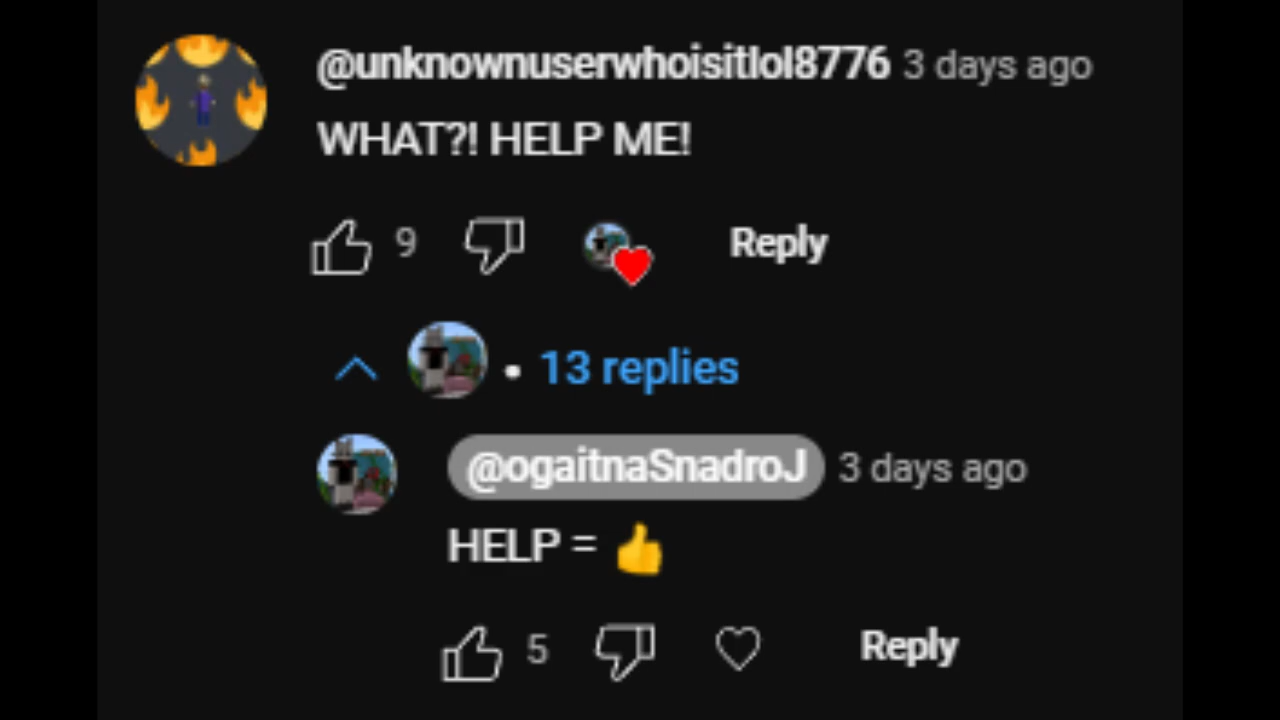 @unknownuserwhoisitlol8776 3 days ago
WHAT?! HELP ME!
9 Reply
• 13 replies
@ogaitnaSnadroJ 3 days ago
HELP = 👍
5 Reply